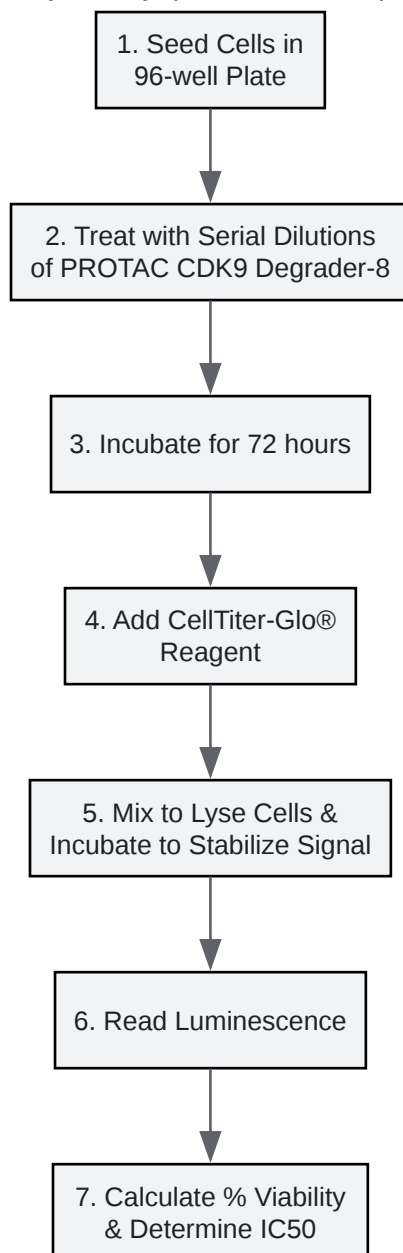 1. Seed Cells in
96-well Plate
2. Treat with Serial Dilutions
of PROTAC CDK9 Degrader-8
3. Incubate for 72 hours
4. Add CellTiter-Glo®
Reagent
5. Mix to Lyse Cells &
Incubate to Stabilize Signal
6. Read Luminescence
7. Calculate % Viability
& Determine IC50